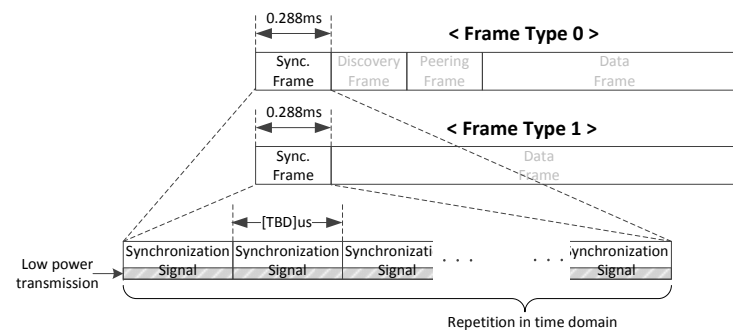 0.288ms
< Frame Type 0 >
Sync. Frame
Discovery Frame
Peering Frame
Data Frame
0.288ms
< Frame Type 1 >
Sync. Frame
Data Frame
[TBD]us
Synchronization Signal
Synchronization Signal
Synchronizati Signal
. . .
. . .
ynchronization Signal
Low power transmission
Repetition in time domain